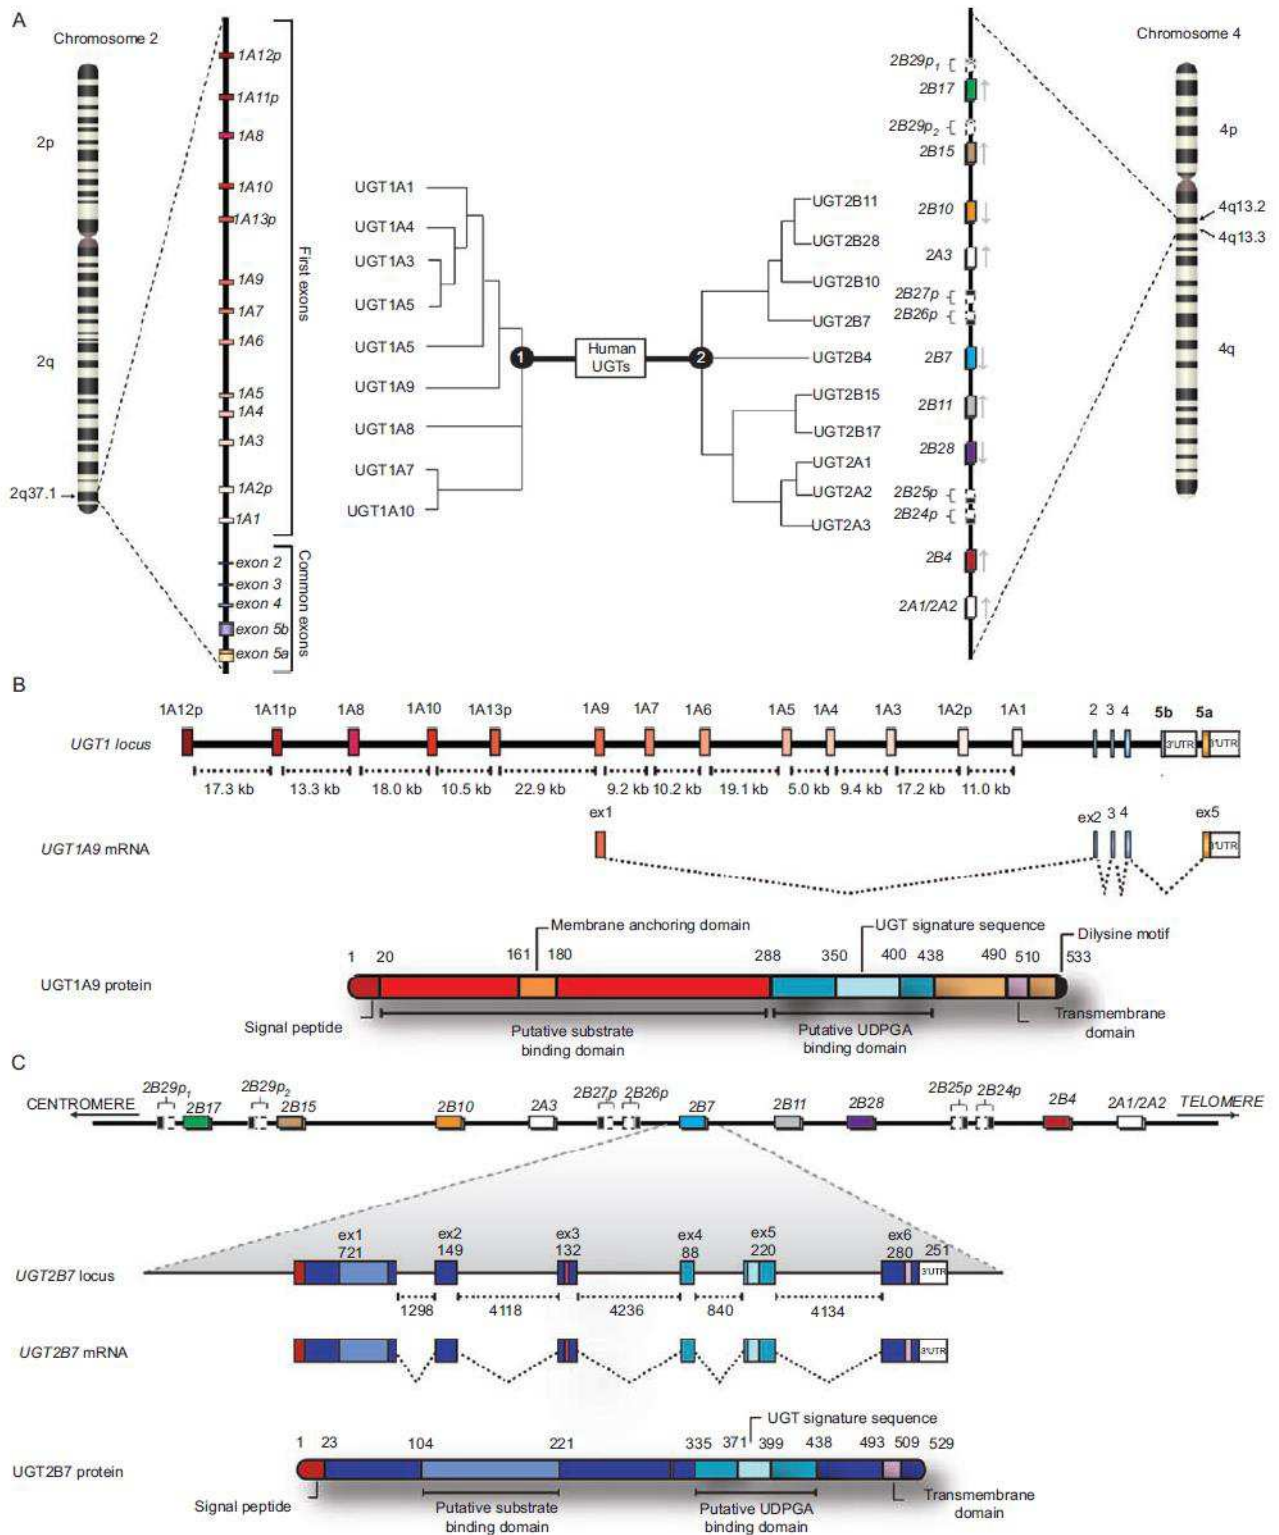 A
Chromosome 2
2p
2q
2q37.1
1A12p
1A11p
1A8
1A10
1A13p
1A9
1A7
1A6
1A5
1A4
1A3
1A2p
1A1
exon 2
exon 3
exon 4
exon 5b
exon 5a
First exons
Common exons
UGT1A1
UGT1A4
UGT1A3
UGT1A5
UGT1A5
UGT1A9
UGT1A8
UGT1A7
UGT1A10
1
Human
UGTs
2
UGT2B11
UGT2B28
UGT2B10
UGT2B7
UGT2B4
UGT2B15
UGT2B17
UGT2A1
UGT2A2
UGT2A3
2B29p1
2B17
2B29p2
2B15
2B10
2A3
2B27p
2B26p
2B7
2B11
2B28
2B25p
2B24p
2B4
2A1/2A2
Chromosome 4
4p
4q13.2
4q13.3
4q
B
1A12p 1A11p 1A8 1A10 1A13p 1A9 1A7 1A6 1A5 1A4 1A3 1A2p 1A1 2 3 4 5b 5a
UGT1 locus
3'UTR 3'UTR
17.3 kb 13.3 kb 18.0 kb 10.5 kb 22.9 kb 9.2 kb 10.2 kb 19.1 kb 5.0 kb 9.4 kb 17.2 kb 11.0 kb
ex1 ex2 3 4 ex5
UGT1A9 mRNA
3'UTR
Membrane anchoring domain
UGT signature sequence
Dilysine motif
1 20 161 180 288 350 400 438 490 510 533
UGT1A9 protein
Signal peptide
Putative substrate
binding domain
Putative UDPGA
binding domain
Transmembrane
domain
C
CENTROMERE
2B29p1 2B17 2B29p2 2B15 2B10 2A3 2B27p 2B26p 2B7 2B11 2B28 2B25p 2B24p 2B4 2A1/2A2
TELOMERE
ex1 ex2 ex3 ex4 ex5 ex6
721 149 132 88 220 280 251
UGT2B7 locus
3'UTR
1298 4118 4236 840 4134
UGT2B7 mRNA
3'UTR
UGT signature sequence
1 23 104 221 335 371 399 438 493 509 529
UGT2B7 protein
Signal peptide
Putative substrate
binding domain
Putative UDPGA
binding domain
Transmembrane
domain